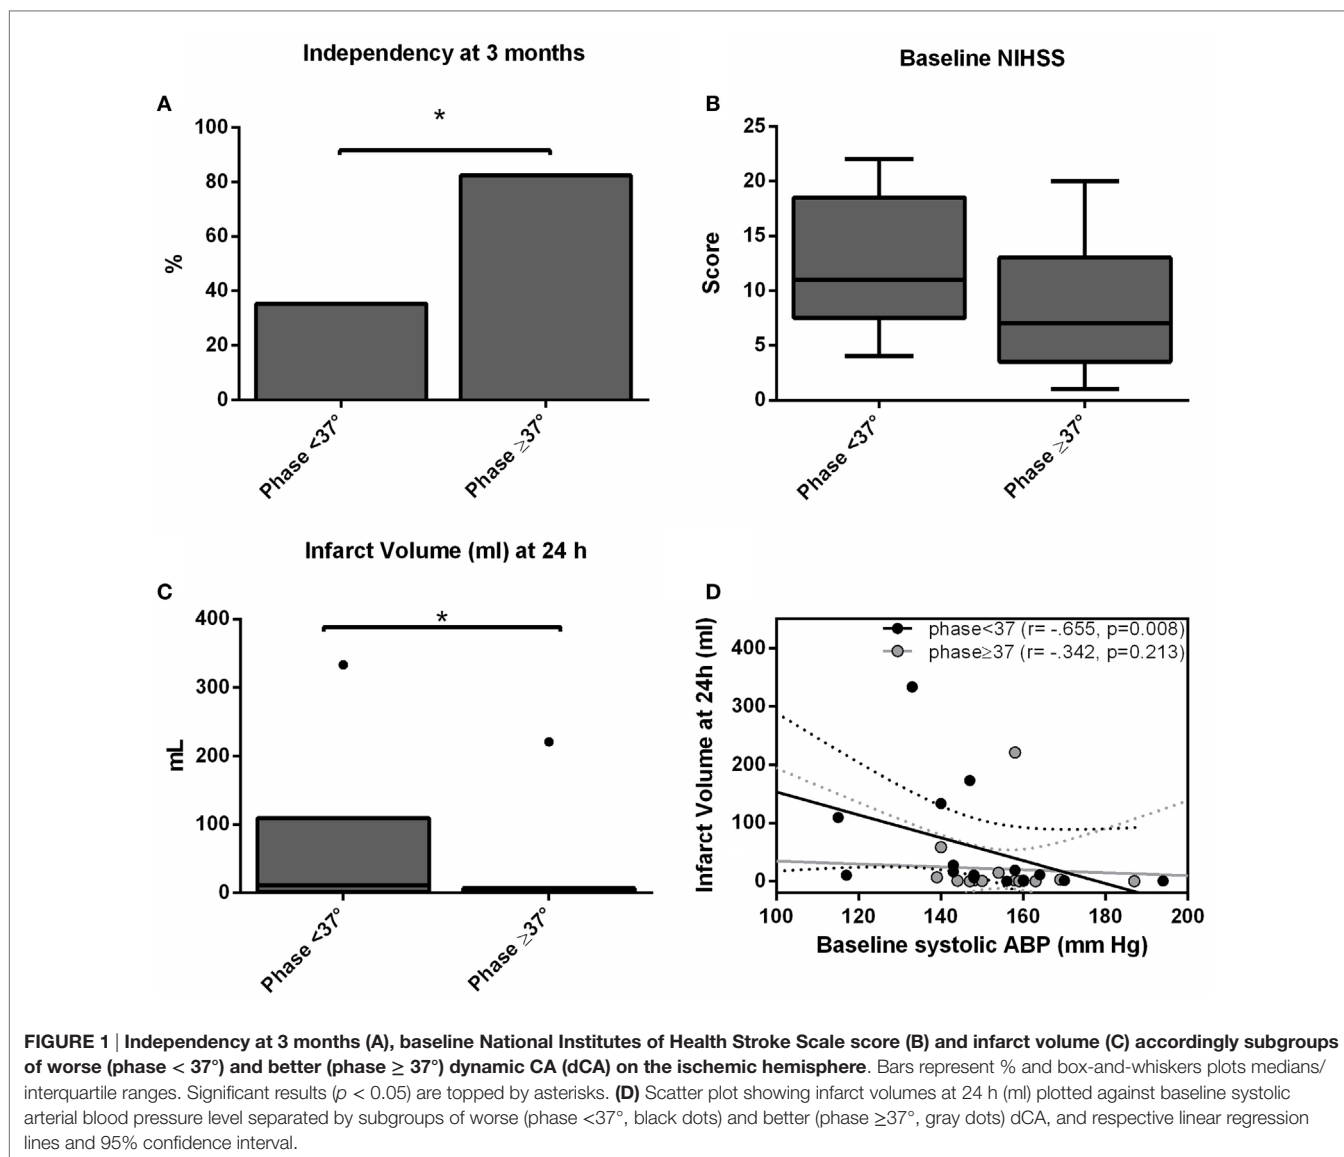 Independency at 3 months
A
*
100
80
60
40
20
0
%
Phase <37°
Phase ≥37°
Baseline NIHSS
B
25
20
15
10
5
0
Score
Phase <37°
Phase ≥37°
Infarct Volume (ml) at 24 h
C
*
400
300
200
100
0
mL
Phase <37°
Phase ≥37°
D
phase<37 (r= -.655, p=0.008)
phase≥37 (r= -.342, p=0.213)
400
300
200
100
0
Infarct Volume at 24h (ml)
100 120 140 160 180 200
Baseline systolic ABP (mm Hg)
FIGURE 1 | Independency at 3 months (A), baseline National Institutes of Health Stroke Scale score (B) and infarct volume (C) accordingly subgroups
of worse (phase < 37°) and better (phase ≥ 37°) dynamic CA (dCA) on the ischemic hemisphere. Bars represent % and box-and-whiskers plots medians/
interquartile ranges. Significant results (p < 0.05) are topped by asterisks. (D) Scatter plot showing infarct volumes at 24 h (ml) plotted against baseline systolic
arterial blood pressure level separated by subgroups of worse (phase <37°, black dots) and better (phase ≥37°, gray dots) dCA, and respective linear regression
lines and 95% confidence interval.